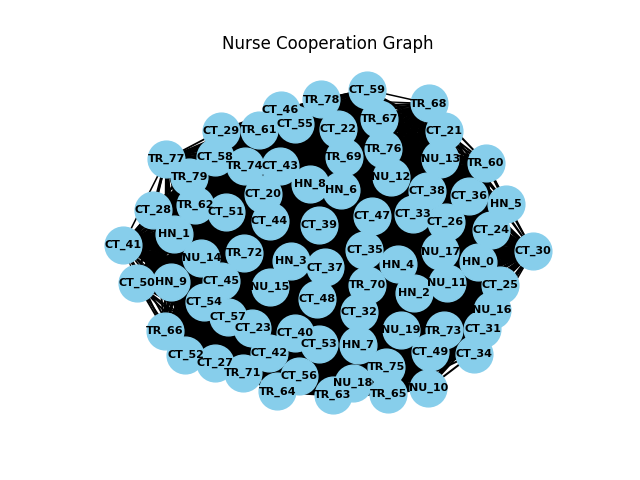 Nurse Cooperation Graph
CT_59
TR_78
TR_68
CT_46
TR_67
CT_55
CT_22
CT_29
TR_61
CT_21
TR_76
TR_69
CT_58
TR_77
NU_13
TR_60
TR_74
CT_43
TR_79
NU_12
HN_8
HN_6
CT_38
CT_20
CT_36
HN_5
TR_62
CT_28
CT_51
CT_47
CT_33
CT_44
CT_26
CT_39
CT_24
HN_1
CT_41
CT_35
CT_30
NU_17
TR_72
NU_14
HN_3
HN_0
HN_4
CT_37
CT_45
CT_50
HN_9
NU_11
CT_25
TR_70
NU_15
HN_2
CT_48
CT_54
NU_16
CT_32
CT_57
CT_23
CT_31
NU_19
TR_73
TR_66
CT_40
CT_53
HN_7
CT_42
CT_49
CT_34
CT_52
CT_27
TR_75
TR_71
CT_56
NU_18
NU_10
TR_64
TR_65
TR_63